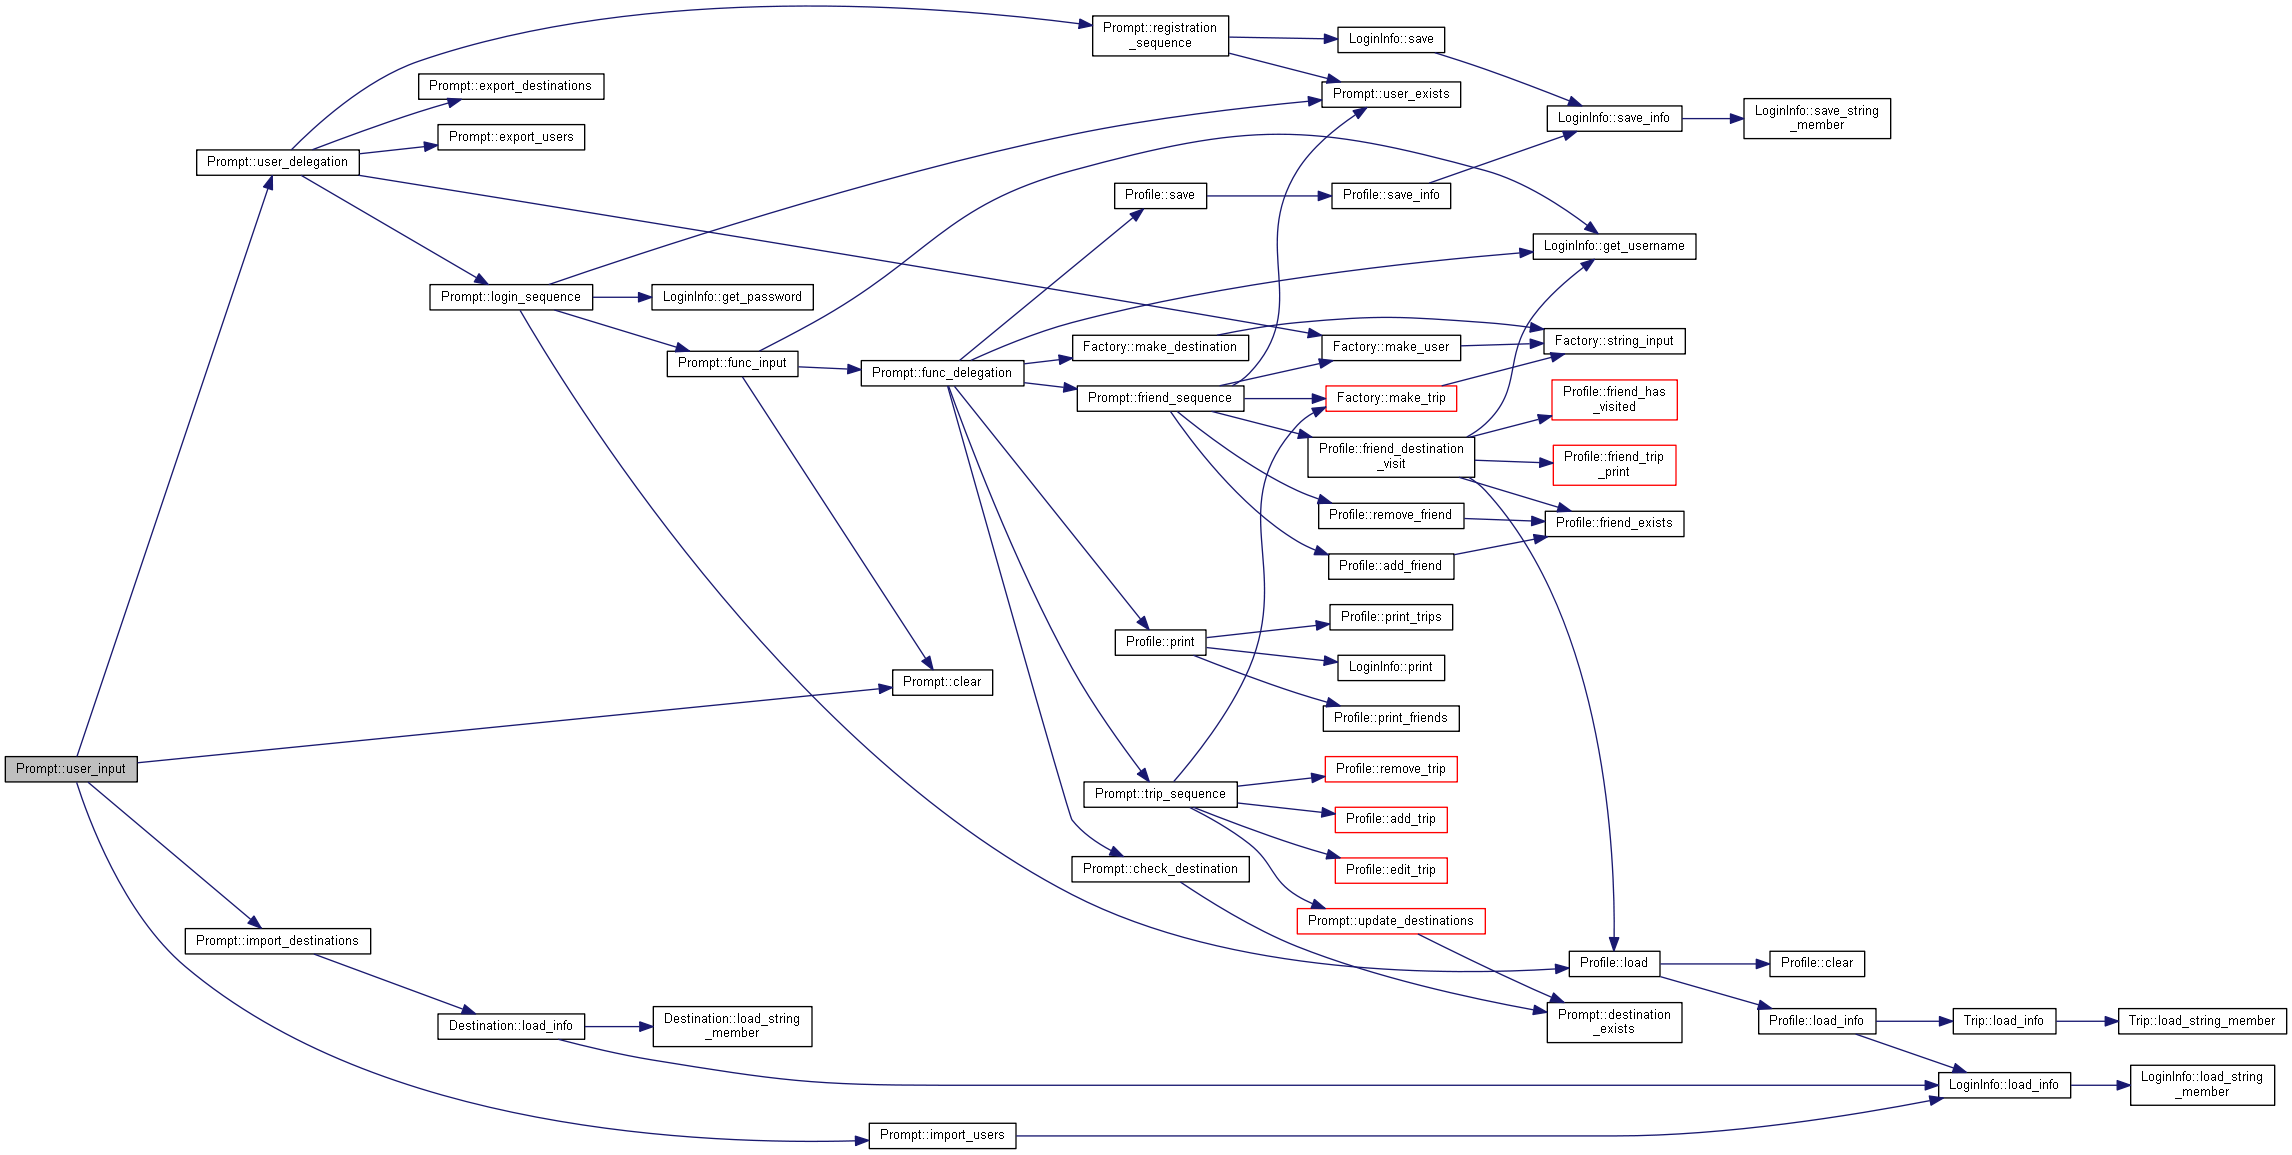 Prompt::registration
_sequence
LoginInfo::save
Prompt::export_destinations
Prompt::user_exists
LoginInfo::save_info
LoginInfo::save_string
_member
Prompt::export_users
Prompt::user_delegation
Profile::save
Profile::save_info
LoginInfo::get_username
Prompt::login_sequence
LoginInfo::get_password
Prompt::func_input
Prompt::func_delegation
Factory::make_destination
Factory::make_user
Factory::string_input
Prompt::friend_sequence
Factory::make_trip
Profile::friend_has
_visited
Profile::friend_destination
_visit
Profile::friend_trip
_print
Profile::remove_friend
Profile::friend_exists
Profile::add_friend
Profile::print_trips
Profile::print
LoginInfo::print
Prompt::clear
Profile::print_friends
Prompt::user_input
Profile::remove_trip
Prompt::trip_sequence
Profile::add_trip
Prompt::check_destination
Profile::edit_trip
Prompt::update_destinations
Prompt::import_destinations
Profile::load
Profile::clear
Destination::load_info
Destination::load_string
_member
Prompt::destination
_exists
Profile::load_info
Trip::load_info
Trip::load_string_member
LoginInfo::load_info
LoginInfo::load_string
_member
Prompt::import_users